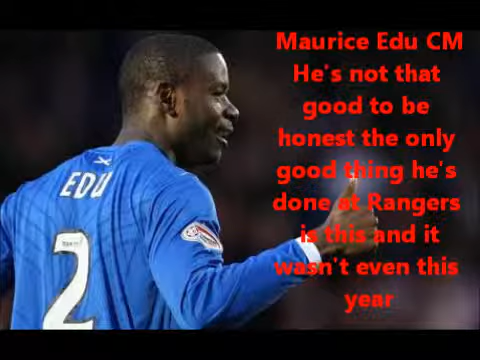 Maurice Edu CM
He's not that
good to be
honest the only
good thing he's
done at Rangers
is this and it
wasn't even this
year
EDU
2